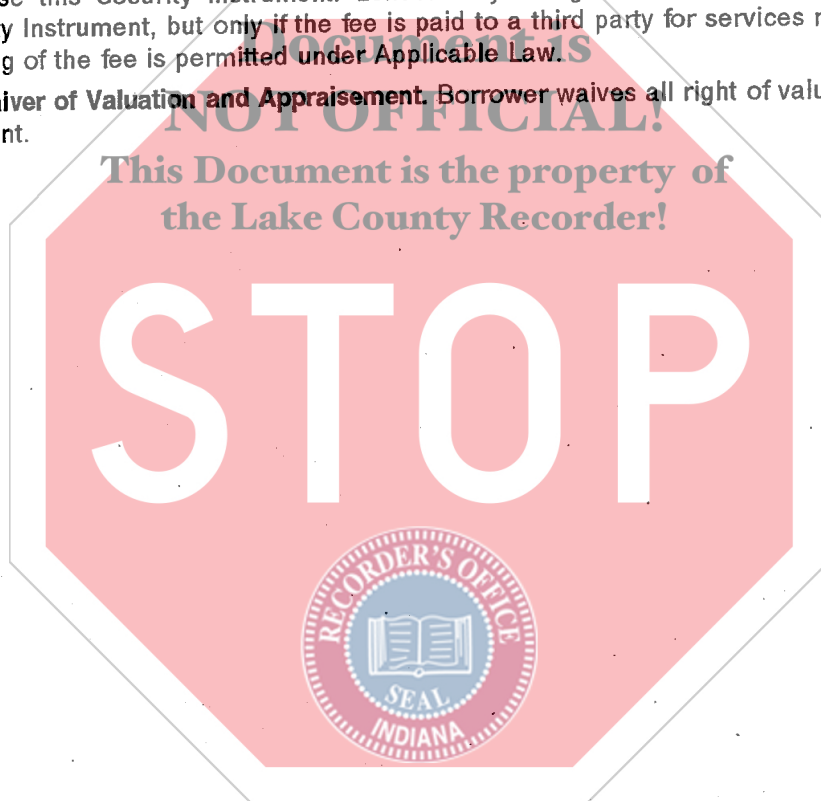 this Security
y Instrument, but only if the fee is paid to a third party for services
g of the fee is permitted under Applicable Law.
Document is
iver of Valuation and Appraisement. Borrower waives all right of valu
NOT OFFICIAL!
nt.
This Document is the property of
the Lake County Recorder!
STOP
RECORDER'S OFFICE
SEAL
INDIANA